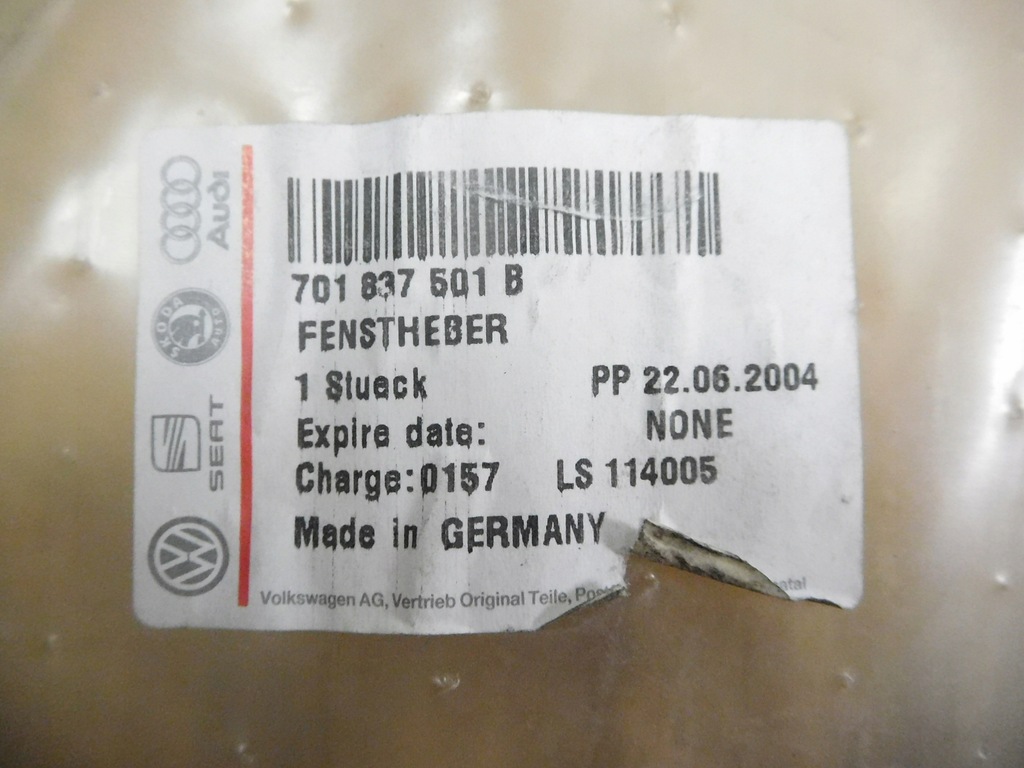 Audi
SKODA
AUTO
SEAT
701 837 501 B
FENSTHEBER
1 Stueck PP 22.06.2004
Expire date: NONE
Charge:0157 LS 114005
Made in GERMANY
Volkswagen AG, Vertrieb Original Teile,